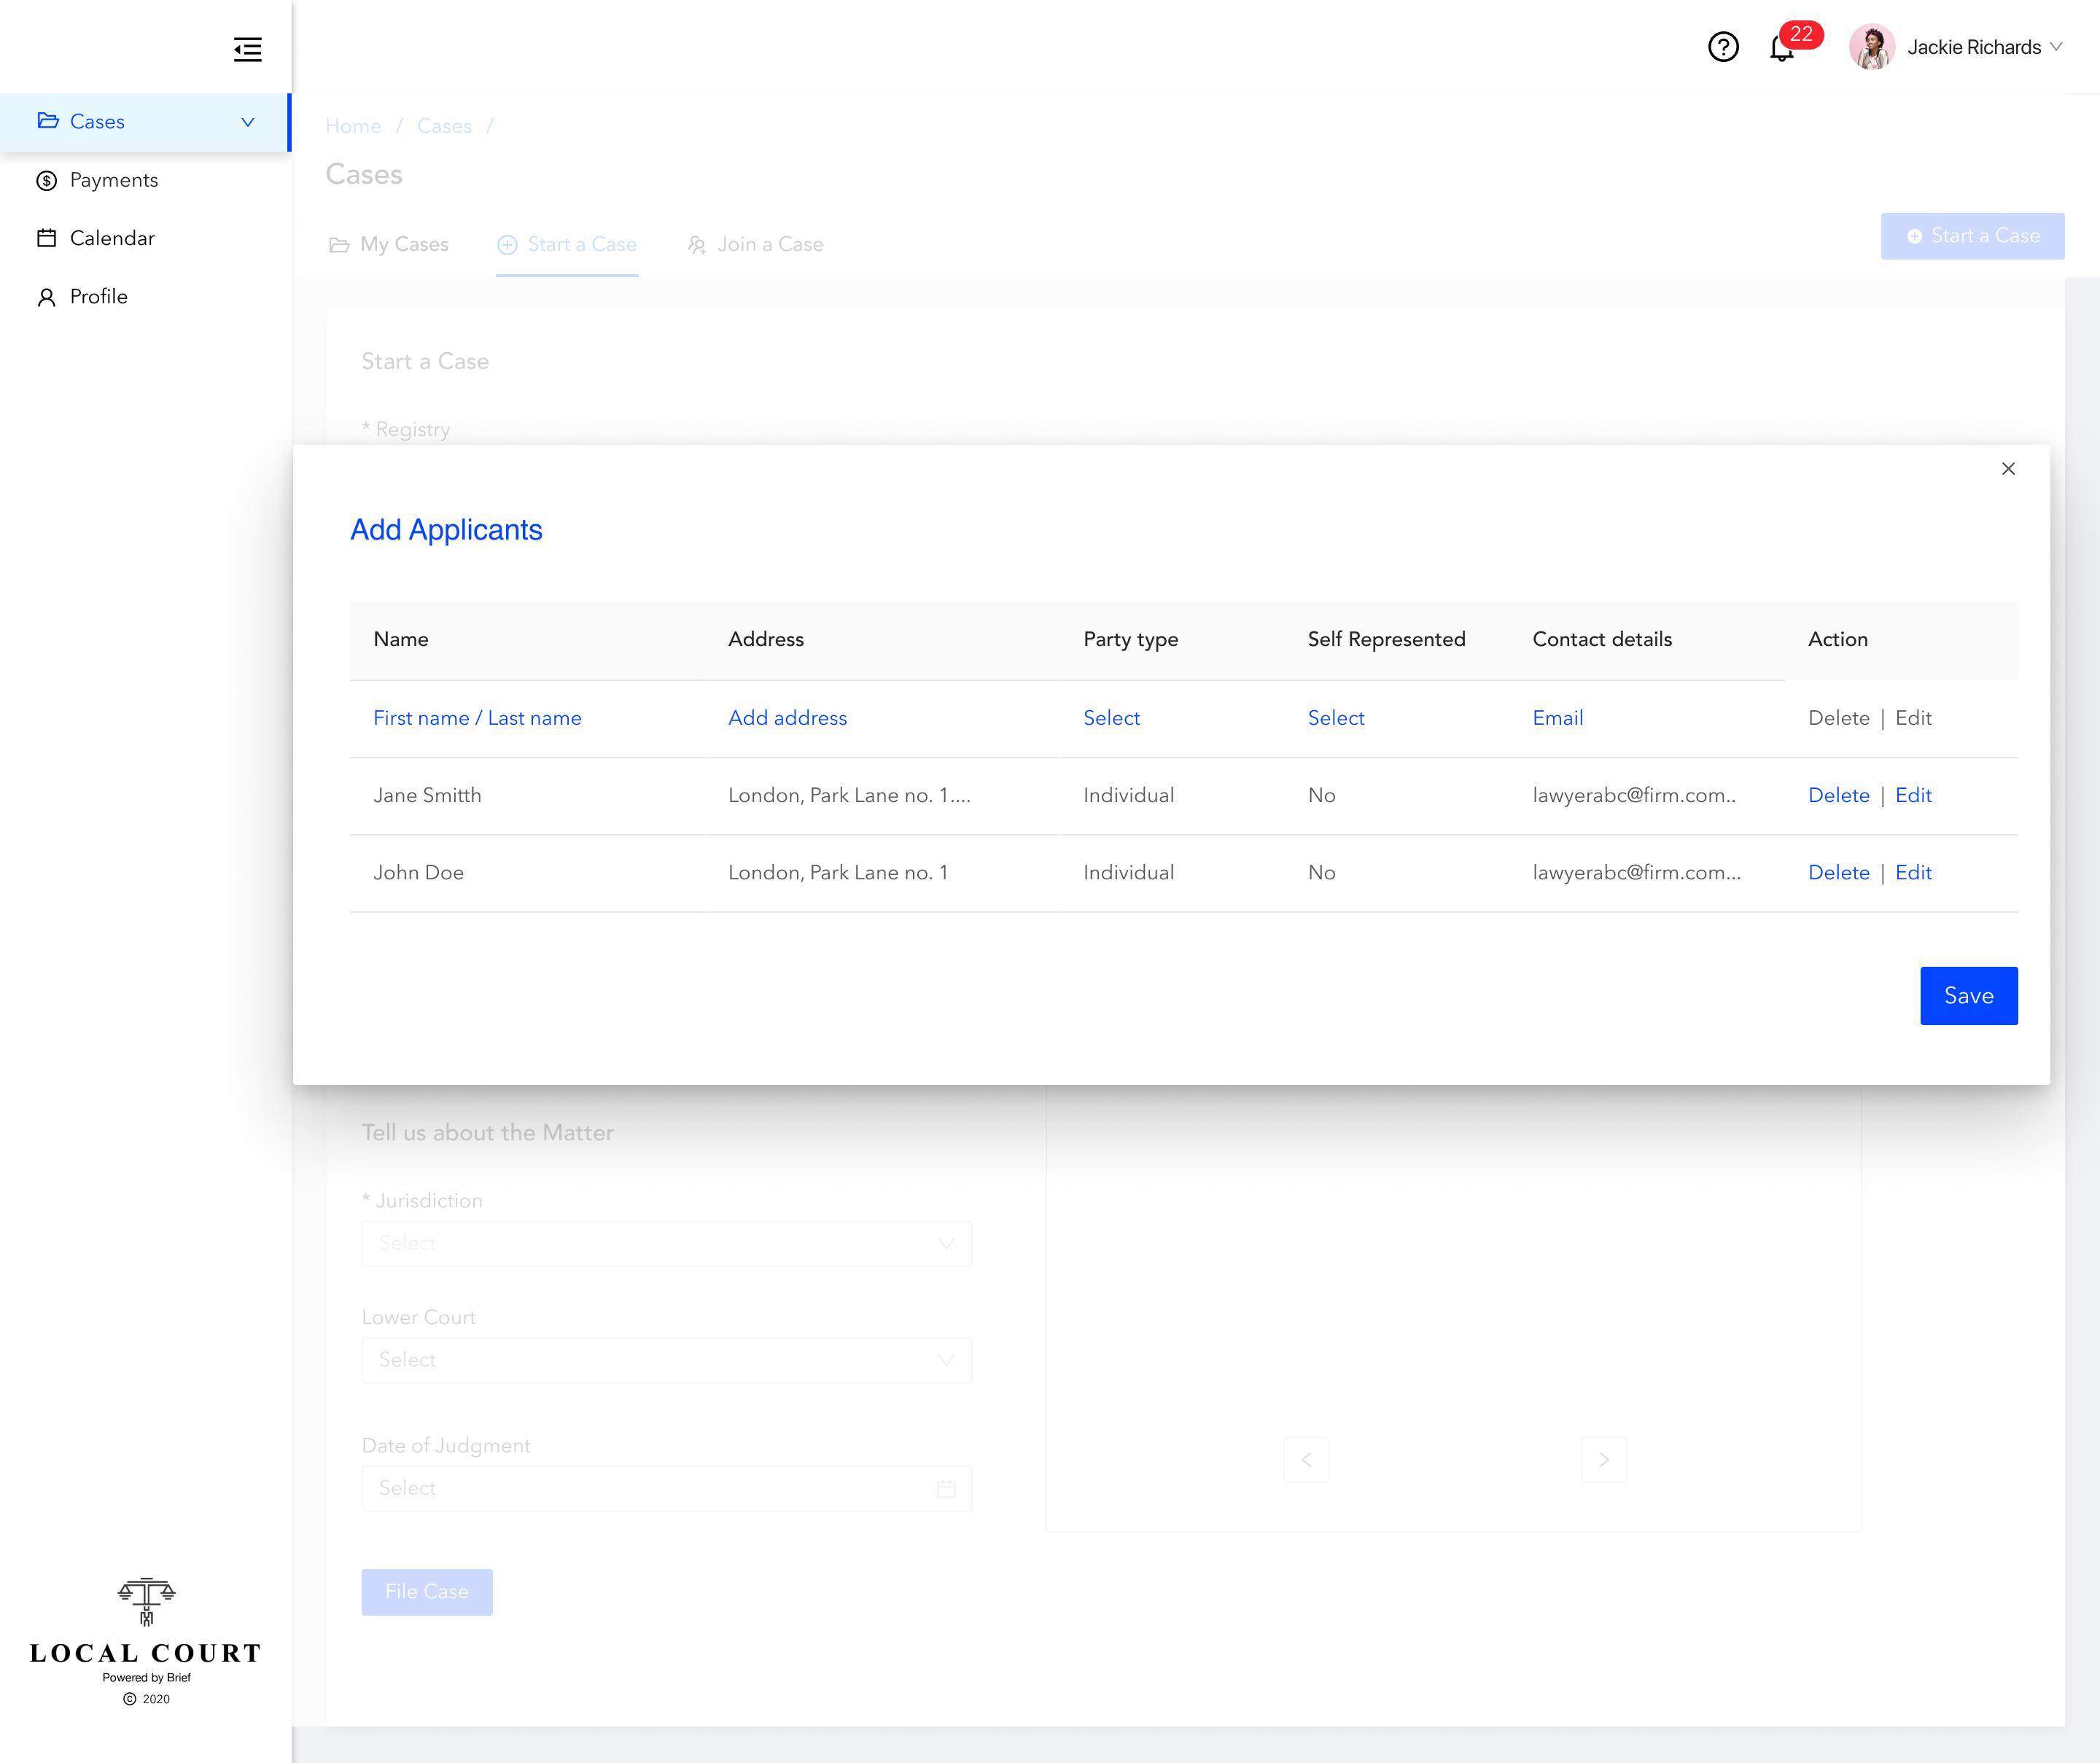 22
Jackie Richards
Cases
Payments
Calendar
Profile
Home / Cases /
Cases
My Cases Start a Case Join a Case
Start a Case
Start a Case
* Registry
Add Applicants
Name Address Party type Self Represented Contact details Action
First name / Last name Add address Select Select Email Delete | Edit
Jane Smitth London, Park Lane no. 1.... Individual No lawyerabc@firm.com.. Delete | Edit
John Doe London, Park Lane no. 1 Individual No lawyerabc@firm.com... Delete | Edit
Save
Tell us about the Matter
* Jurisdiction
Select
Lower Court
Select
Date of Judgment
Select
File Case
LOCAL COURT
Powered by Brief
© 2020